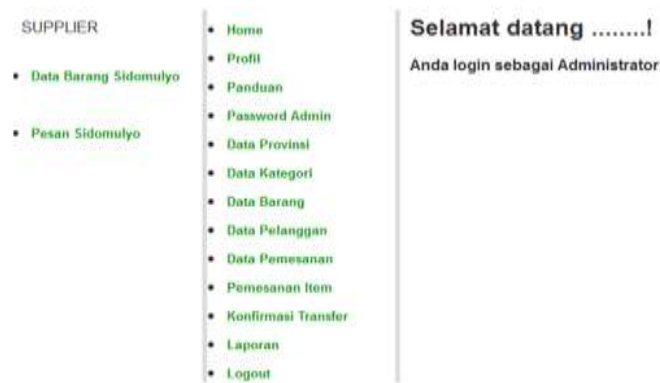 SUPPLIER
Data Barang Sidomulyo
Pesan Sidomulyo
Home
Profil
Panduan
Password Admin
Data Provinsi
Data Kategori
Data Barang
Data Pelanggan
Data Pemesanan
Pemesanan Item
Konfirmasi Transfer
Laporan
Logout
Selamat datang ........!
Anda login sebagai Administrator